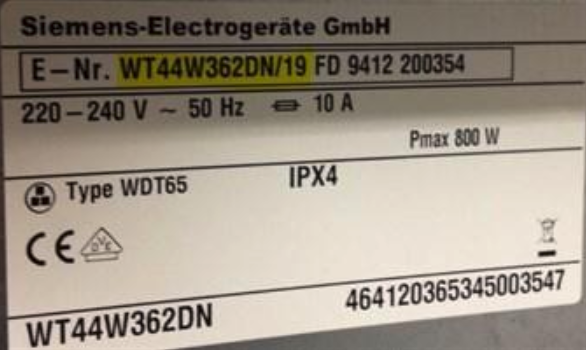 Siemens-Electrogeräte GmbH
E-Nr. WT44W362DN/19 FD 9412 200354
220-240 V ~ 50 Hz 10 A
Pmax 800 W
Type WDT65 IPX4
CE DVE
WT44W362DN 464120365345003547